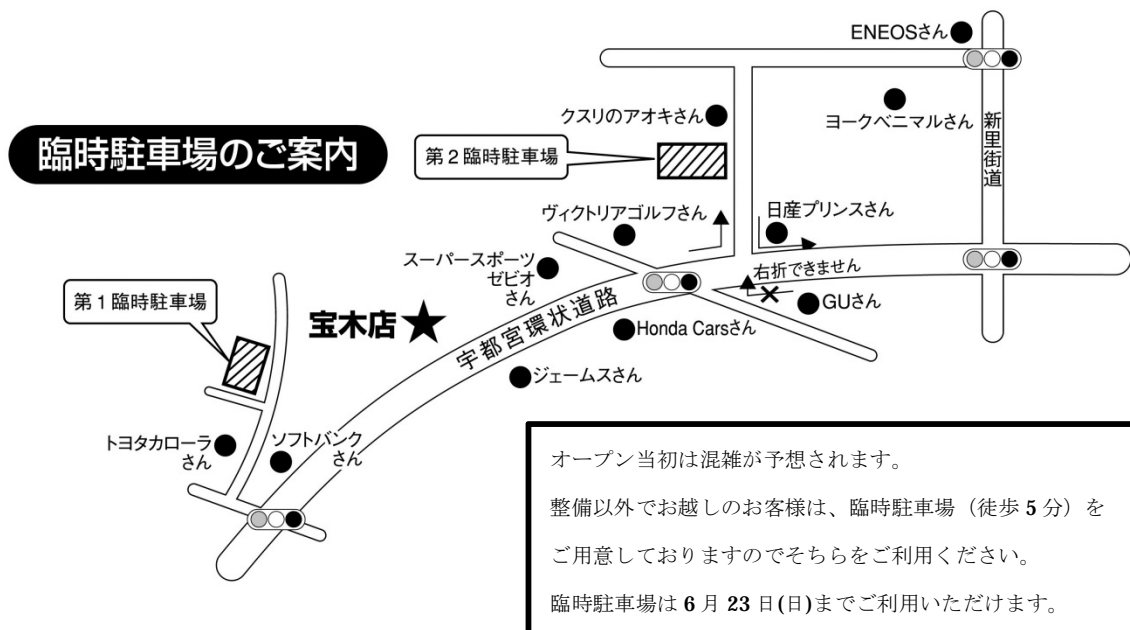 臨時駐車場のご案内
ENEOSさん
クスリのアオキさん
ヨークベニマルさん
新里街道
第2臨時駐車場
ヴィクトリアゴルフさん
日産プリンスさん
スーパースポーツ
ゼビオ
さん
右折できません
第1臨時駐車場
宝木店
宇都宮環状道路
GUさん
Honda Carsさん
ジェームスさん
トヨタカローラ
さん
ソフトバンク
さん
オープン当初は混雑が予想されます。
整備以外でお越しのお客様は、臨時駐車場（徒歩 5 分）を
ご用意しておりますのでそちらをご利用ください。
臨時駐車場は 6 月 23 日(日)までご利用いただけます。